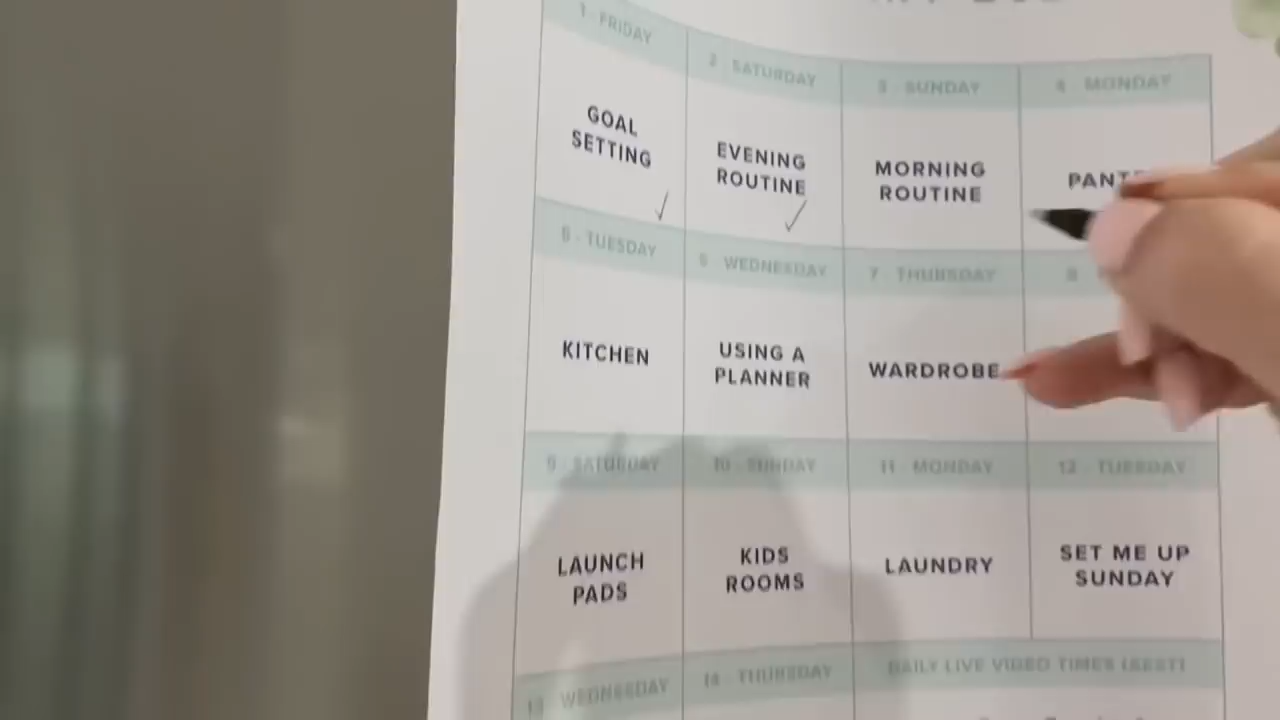 1 · FRIDAY
2 · SATURDAY
3 · SUNDAY
4 · MONDAY
GOAL
SETTING
EVENING
ROUTINE
MORNING
ROUTINE
5 · TUESDAY
6 · WEDNESDAY
7 · THURSDAY
8
KITCHEN
USING A
PLANNER
WARDROBE
9 · SATURDAY
10 · SUNDAY
11 · MONDAY
12 · TUESDAY
LAUNCH
PADS
KIDS
ROOMS
LAUNDRY
SET ME UP
SUNDAY
13 · WEDNESDAY
14 · THURSDAY
DAILY LIVE VIDEO TIMES (AEST)